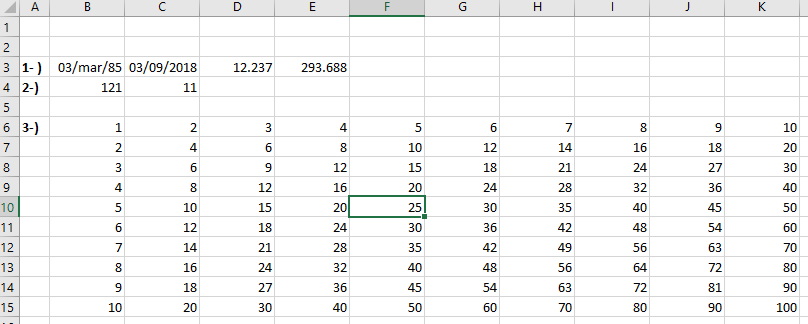 A B C D E F G H I J K
1
2
3 1- ) 03/mar/85 03/09/2018 12.237 293.688
4 2-) 121 11
5
6 3-) 1 2 3 4 5 6 7 8 9 10
7 2 4 6 8 10 12 14 16 18 20
8 3 6 9 12 15 18 21 24 27 30
9 4 8 12 16 20 24 28 32 36 40
10 5 10 15 20 25 30 35 40 45 50
11 6 12 18 24 30 36 42 48 54 60
12 7 14 21 28 35 42 49 56 63 70
13 8 16 24 32 40 48 56 64 72 80
14 9 18 27 36 45 54 63 72 81 90
15 10 20 30 40 50 60 70 80 90 100